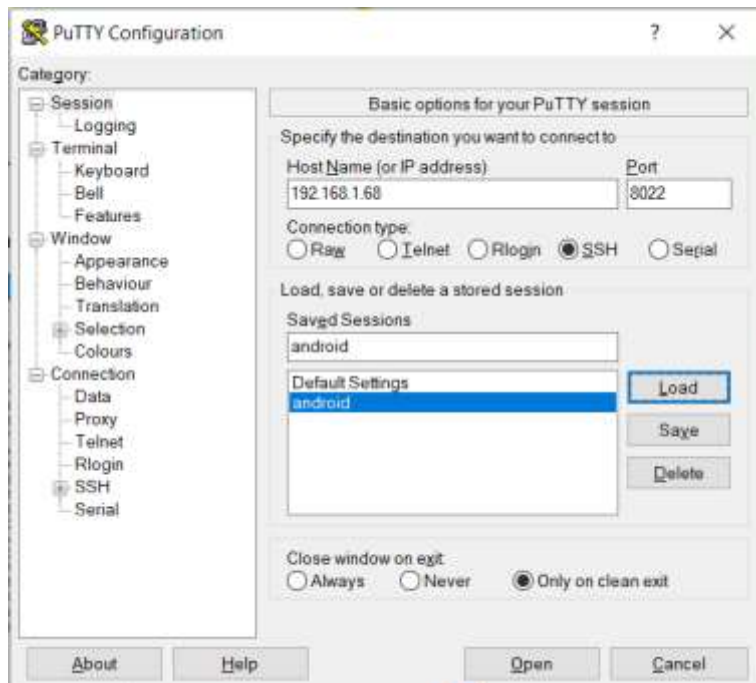 PuTTY Configuration
?
Category:
Session
Logging
Terminal
Keyboard
Bell
Features
Window
Appearance
Behaviour
Translation
Selection
Colours
Connection
Data
Proxy
Telnet
Rlogin
SSH
Serial
Basic options for your PuTTY session
Specify the destination you want to connect to
Host Name (or IP address) Port
192.168.1.68 8022
Connection type:
Raw Telnet Rlogin SSH Serial
Load, save or delete a stored session
Saved Sessions
android
Default Settings
android
Load
Save
Delete
Close window on exit:
Always Never Only on clean exit
About Help Open Cancel